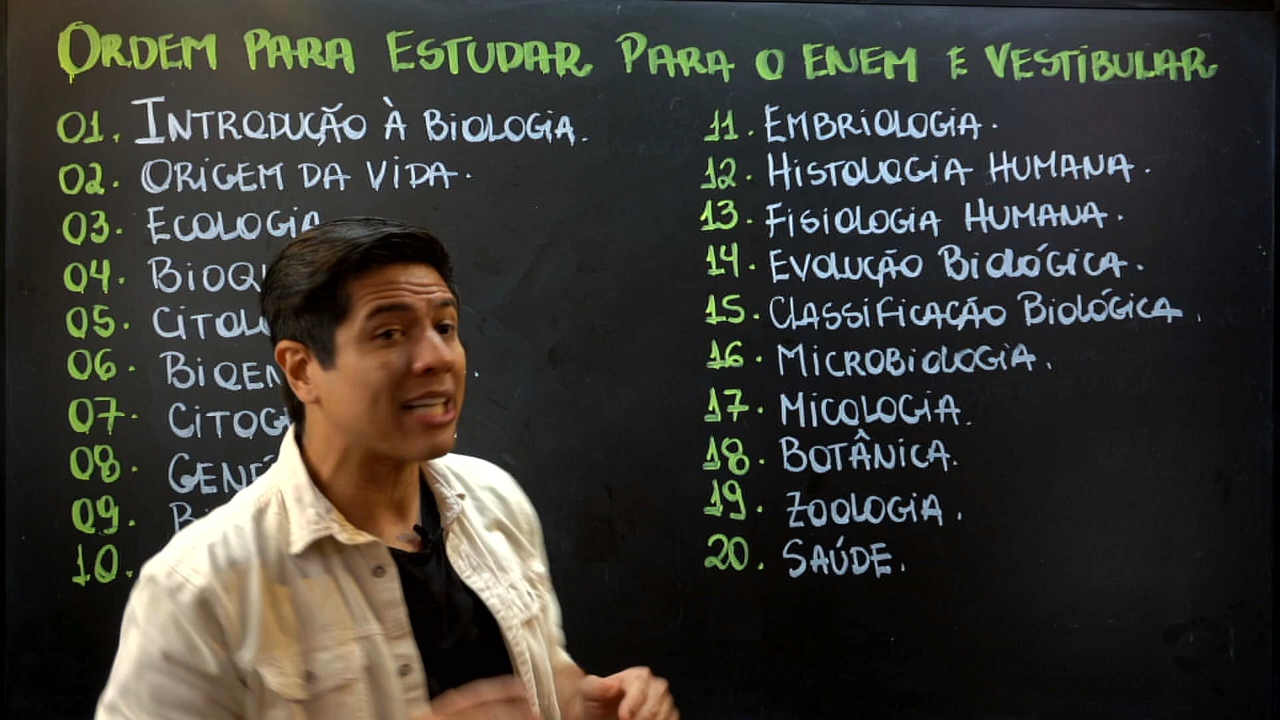 ORDEM PARA ESTUDAR PARA O ENEM E VESTIBULAR
01. INTRODUÇÃO À BIOLOGIA.
02. ORIGEM DA VIDA.
03. ECOLOGIA
04.
05.
06.
07.
08.
09.
10.
11. EMBRIOLOGIA.
12. HISTOLOGIA HUMANA.
13. FISIOLOGIA HUMANA.
14. EVOLUÇÃO BIOLÓGICA.
15. CLASSIFICAÇÃO BIOLÓGICA.
16. MICROBIOLOGIA.
17. MICOLOGIA.
18. BOTÂNICA.
19. ZOOLOGIA.
20. SAÚDE.